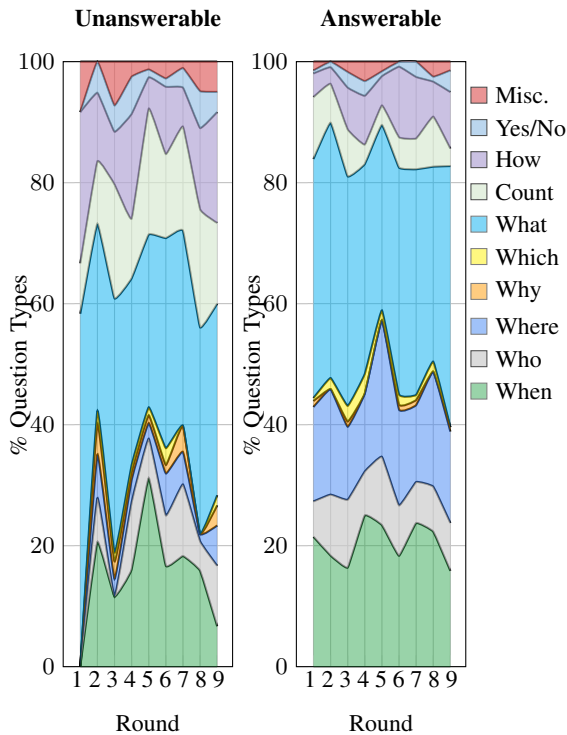 Unanswerable
Answerable
100
80
60
40
20
0
% Question Types
1 2 3 4 5 6 7 8 9
Round
100
80
60
40
20
0
% Question Types
1 2 3 4 5 6 7 8 9
Round
Misc.
Yes/No
How
Count
What
Which
Why
Where
Who
When